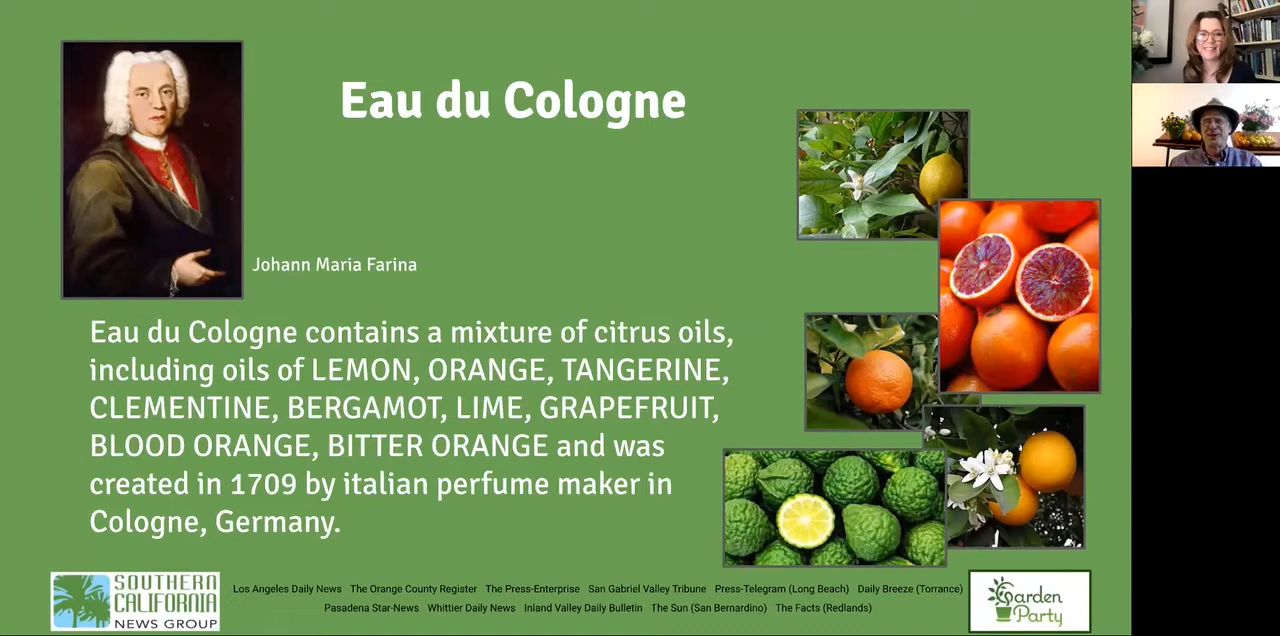 Eau du Cologne
Johann Maria Farina
Eau du Cologne contains a mixture of citrus oils,
including oils of LEMON, ORANGE, TANGERINE,
CLEMENTINE, BERGAMOT, LIME, GRAPEFRUIT,
BLOOD ORANGE, BITTER ORANGE and was
created in 1709 by italian perfume maker in
Cologne, Germany.
SOUTHERN
CALIFORNIA
NEWS GROUP
Los Angeles Daily News The Orange County Register The Press-Enterprise San Gabriel Valley Tribune Press-Telegram (Long Beach) Daily Breeze (Torrance)
Pasadena Star-News Whittier Daily News Inland Valley Daily Bulletin The Sun (San Bernardino) The Facts (Redlands)
Garden
Party